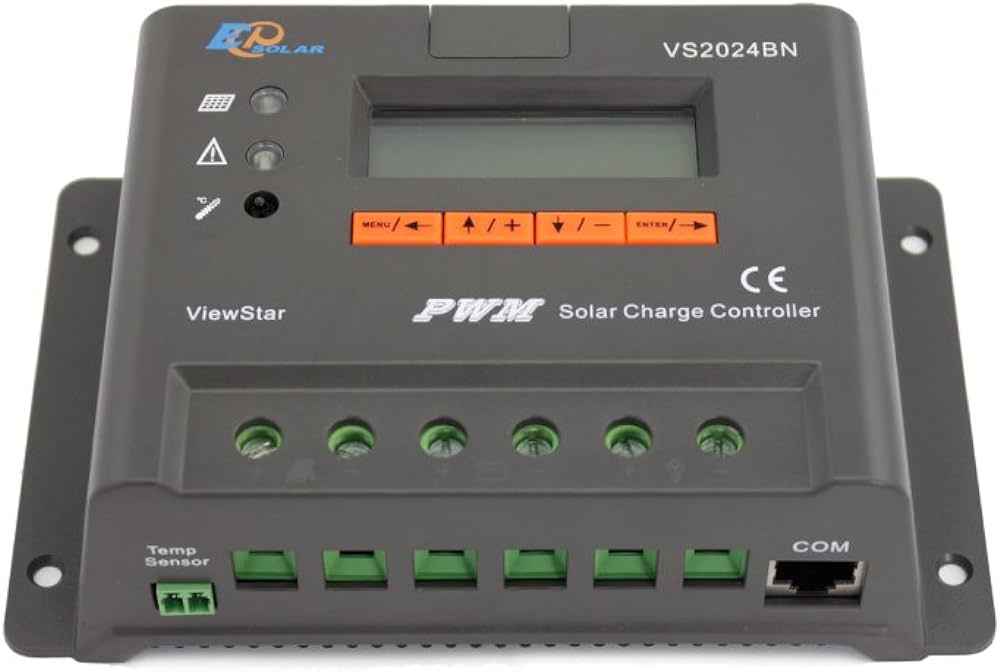 EP SOLAR
VS2024BN
°C
MENU/←
↑/+
↓/−
ENTER/→
CE
ViewStar
PWM Solar Charge Controller
+ − + − + −
Temp
Sensor
COM